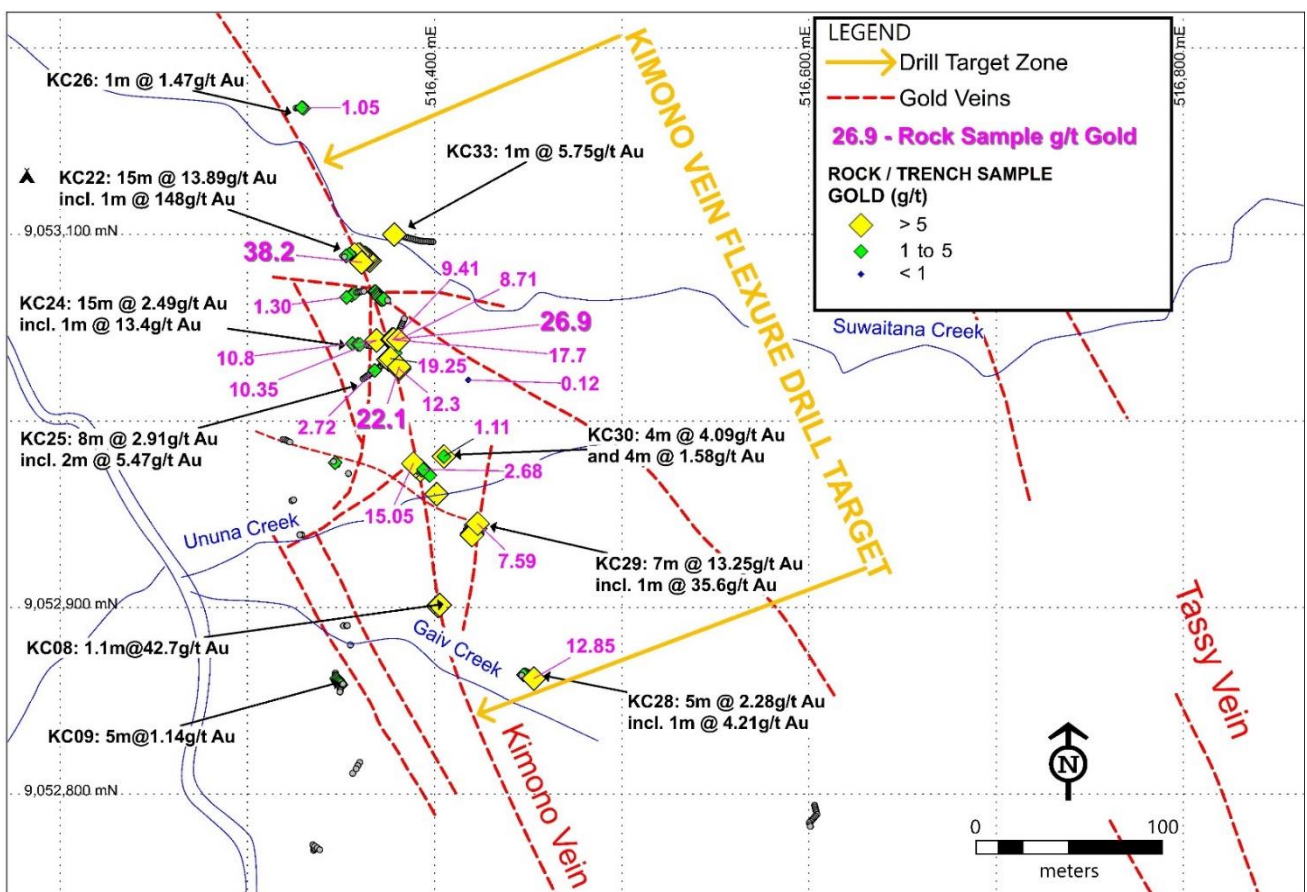 516,400 mE
516,600 mE
516,800 mE
LEGEND
Drill Target Zone
Gold Veins
26.9 - Rock Sample g/t Gold
ROCK / TRENCH SAMPLE
GOLD (g/t)
> 5
1 to 5
< 1
KIMONO VEIN FLEXURE DRILL TARGET
KC26: 1m @ 1.47g/t Au
1.05
KC33: 1m @ 5.75g/t Au
KC22: 15m @ 13.89g/t Au
incl. 1m @ 148g/t Au
9,053,100 mN
38.2
9.41
8.71
1.30
KC24: 15m @ 2.49g/t Au
incl. 1m @ 13.4g/t Au
26.9
Suwaitana Creek
10.8
17.7
19.25
10.35
0.12
12.3
2.72
22.1
KC25: 8m @ 2.91g/t Au
incl. 2m @ 5.47g/t Au
1.11
KC30: 4m @ 4.09g/t Au
and 4m @ 1.58g/t Au
2.68
15.05
Ununa Creek
7.59
KC29: 7m @ 13.25g/t Au
incl. 1m @ 35.6g/t Au
9,052,900 mN
KC08: 1.1m@42.7g/t Au
Gaiv Creek
12.85
KC28: 5m @ 2.28g/t Au
incl. 1m @ 4.21g/t Au
KC09: 5m@1.14g/t Au
Kimono Vein
Tassy Vein
9,052,800 mN
N
0 100
meters